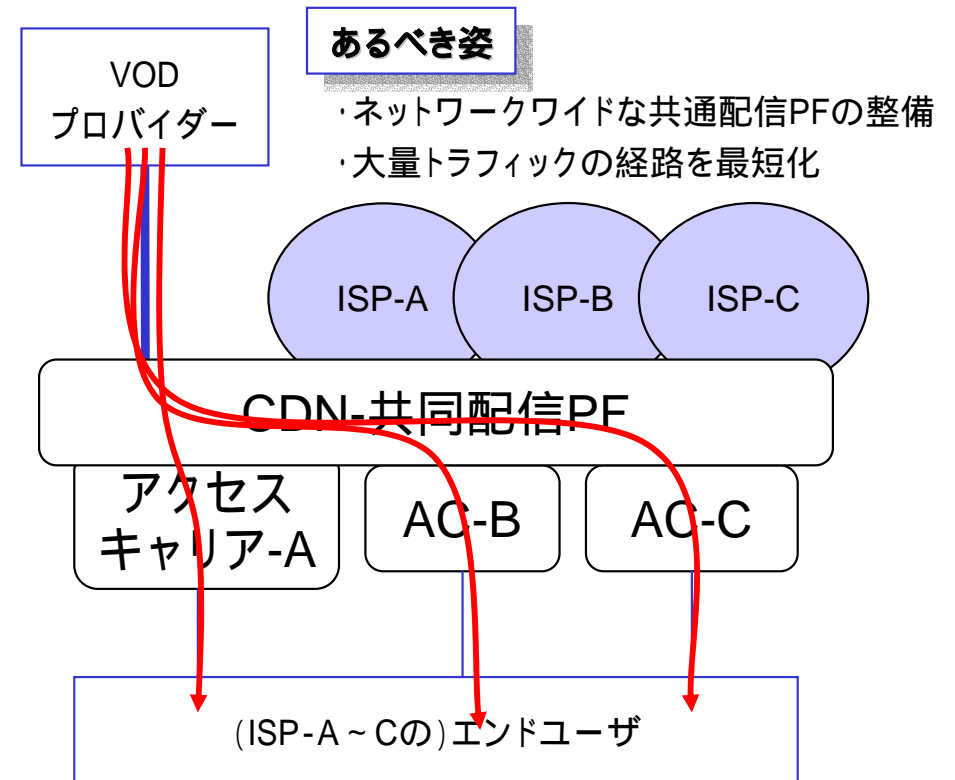 あるべき姿
VOD
プロバイダー
・ネットワークワイドな共通配信PFの整備
・大量トラフィックの経路を最短化
ISP-A
ISP-B
ISP-C
CDN-共同配信PF
アクセス
キャリア-A
AC-B
AC-C
(ISP-A~Cの)エンドユーザ